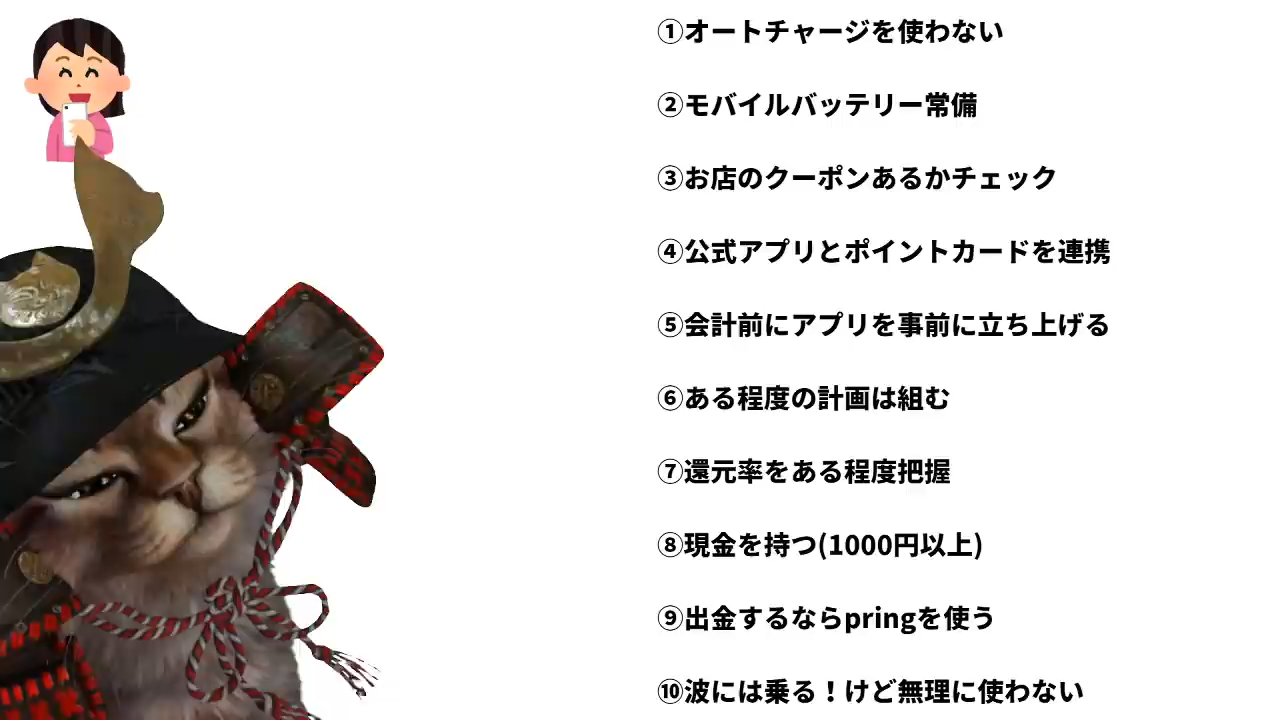 ①オートチャージを使わない
②モバイルバッテリー常備
③お店のクーポンあるかチェック
④公式アプリとポイントカードを連携
⑤会計前にアプリを事前に立ち上げる
⑥ある程度の計画は組む
⑦還元率をある程度把握
⑧現金を持つ(1000円以上)
⑨出金するならpringを使う
⑩波には乗る！けど無理に使わない